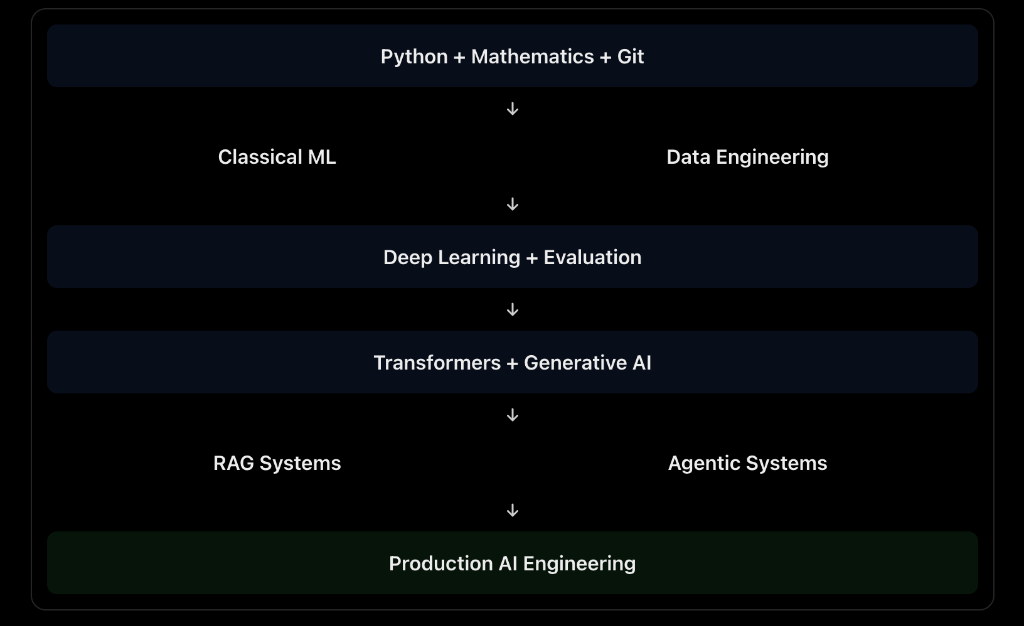 Python + Mathematics + Git
↓
Classical ML
Data Engineering
↓
Deep Learning + Evaluation
↓
Transformers + Generative AI
↓
RAG Systems
Agentic Systems
↓
Production AI Engineering